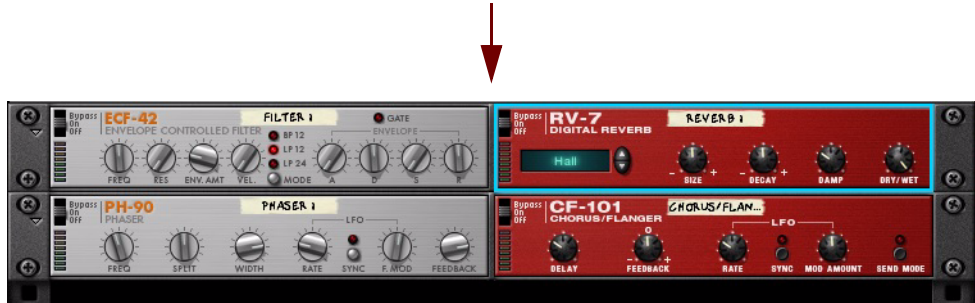 Bypass On Off ECF-42 FILTER 1 GATE
ENVELOPE CONTROLLED FILTER BP 12 ENVELOPE
LP 12
LP 24
FREQ RES ENV. AMT VEL. MODE A D S R
Bypass On Off RV-7 REVERB 1
DIGITAL REVERB
Hall
- + - +
SIZE DECAY DAMP DRY/WET
Bypass On Off PH-90 PHASER 1
PHASER LFO
FREQ SPLIT WIDTH RATE SYNC F. MOD FEEDBACK
Bypass On Off CF-101 CHORUS/FLAN...
CHORUS/FLANGER LFO
0
- +
DELAY FEEDBACK RATE SYNC MOD AMOUNT SEND MODE